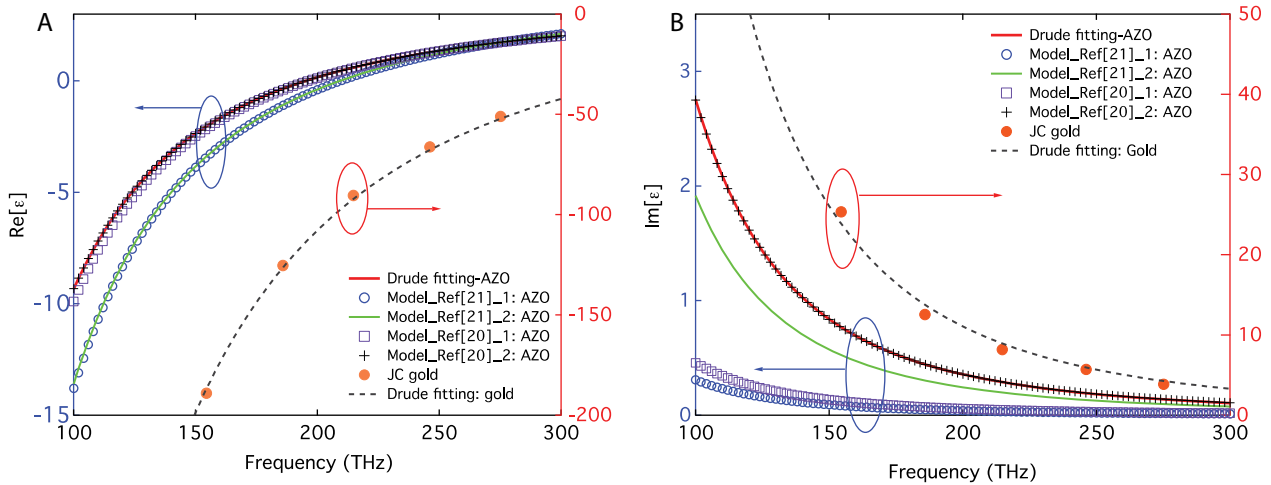 A
Re[ε]
0
-5
-10
-15
0
-50
-100
-150
-200
100
150
200
250
300
Frequency (THz)
Drude fitting-AZO
Model_Ref[21]_1: AZO
Model_Ref[21]_2: AZO
Model_Ref[20]_1: AZO
Model_Ref[20]_2: AZO
JC gold
Drude fitting: gold
B
Im[ε]
3
2
1
0
50
40
30
20
10
0
100
150
200
250
300
Frequency (THz)
Drude fitting-AZO
Model_Ref[21]_1: AZO
Model_Ref[21]_2: AZO
Model_Ref[20]_1: AZO
Model_Ref[20]_2: AZO
JC gold
Drude fitting: Gold